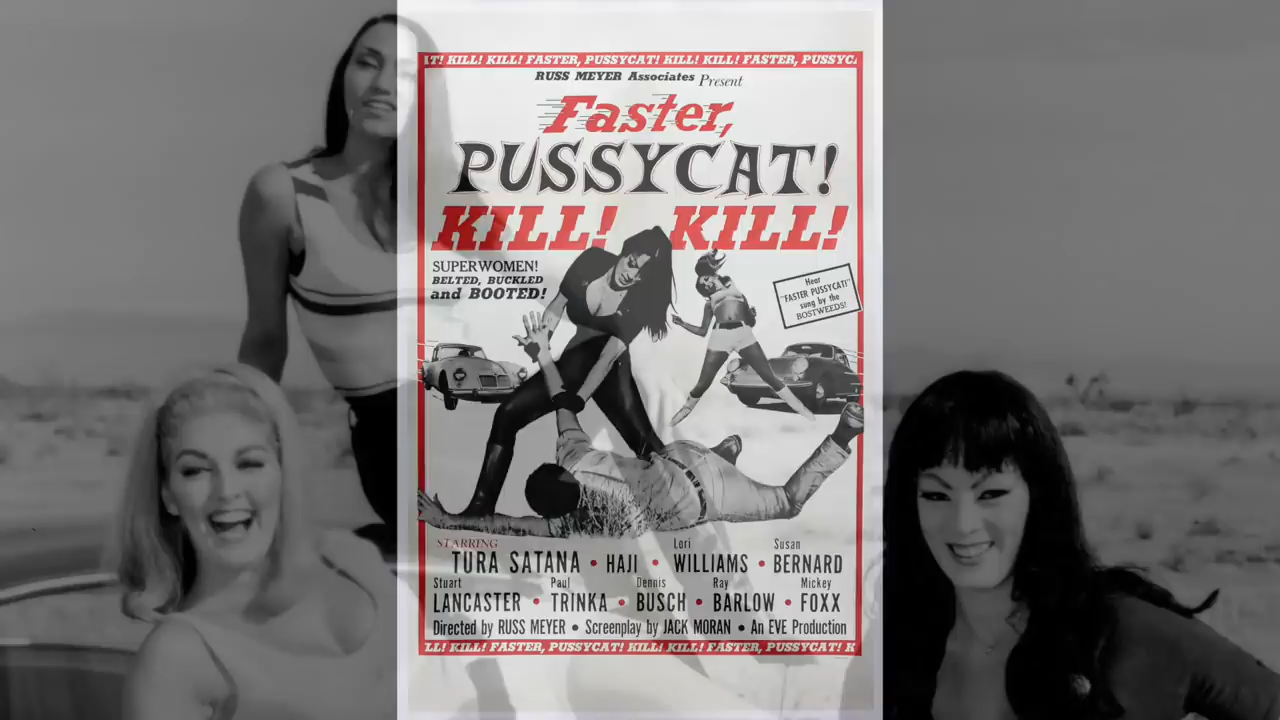 IT! KILL! KILL! FASTER, PUSSYCAT! KILL! KILL! FASTER, PUSSYCA
RUSS MEYER Associates Present
Faster,
PUSSYCAT!
KILL! KILL!
SUPERWOMEN!
BELTED, BUCKLED
and BOOTED!
Hear
"FASTER PUSSYCAT!"
sung by the
BOSTWEEDS!
STARRING
TURA SATANA • HAJI • Lori WILLIAMS • Susan BERNARD
Stuart LANCASTER • Paul TRINKA • Dennis BUSCH • Ray BARLOW • Mickey FOXX
Directed by RUSS MEYER • Screenplay by JACK MORAN • An EVE Production
LL! KILL! FASTER, PUSSYCAT! KILL! KILL! FASTER, PUSSYCAT! K